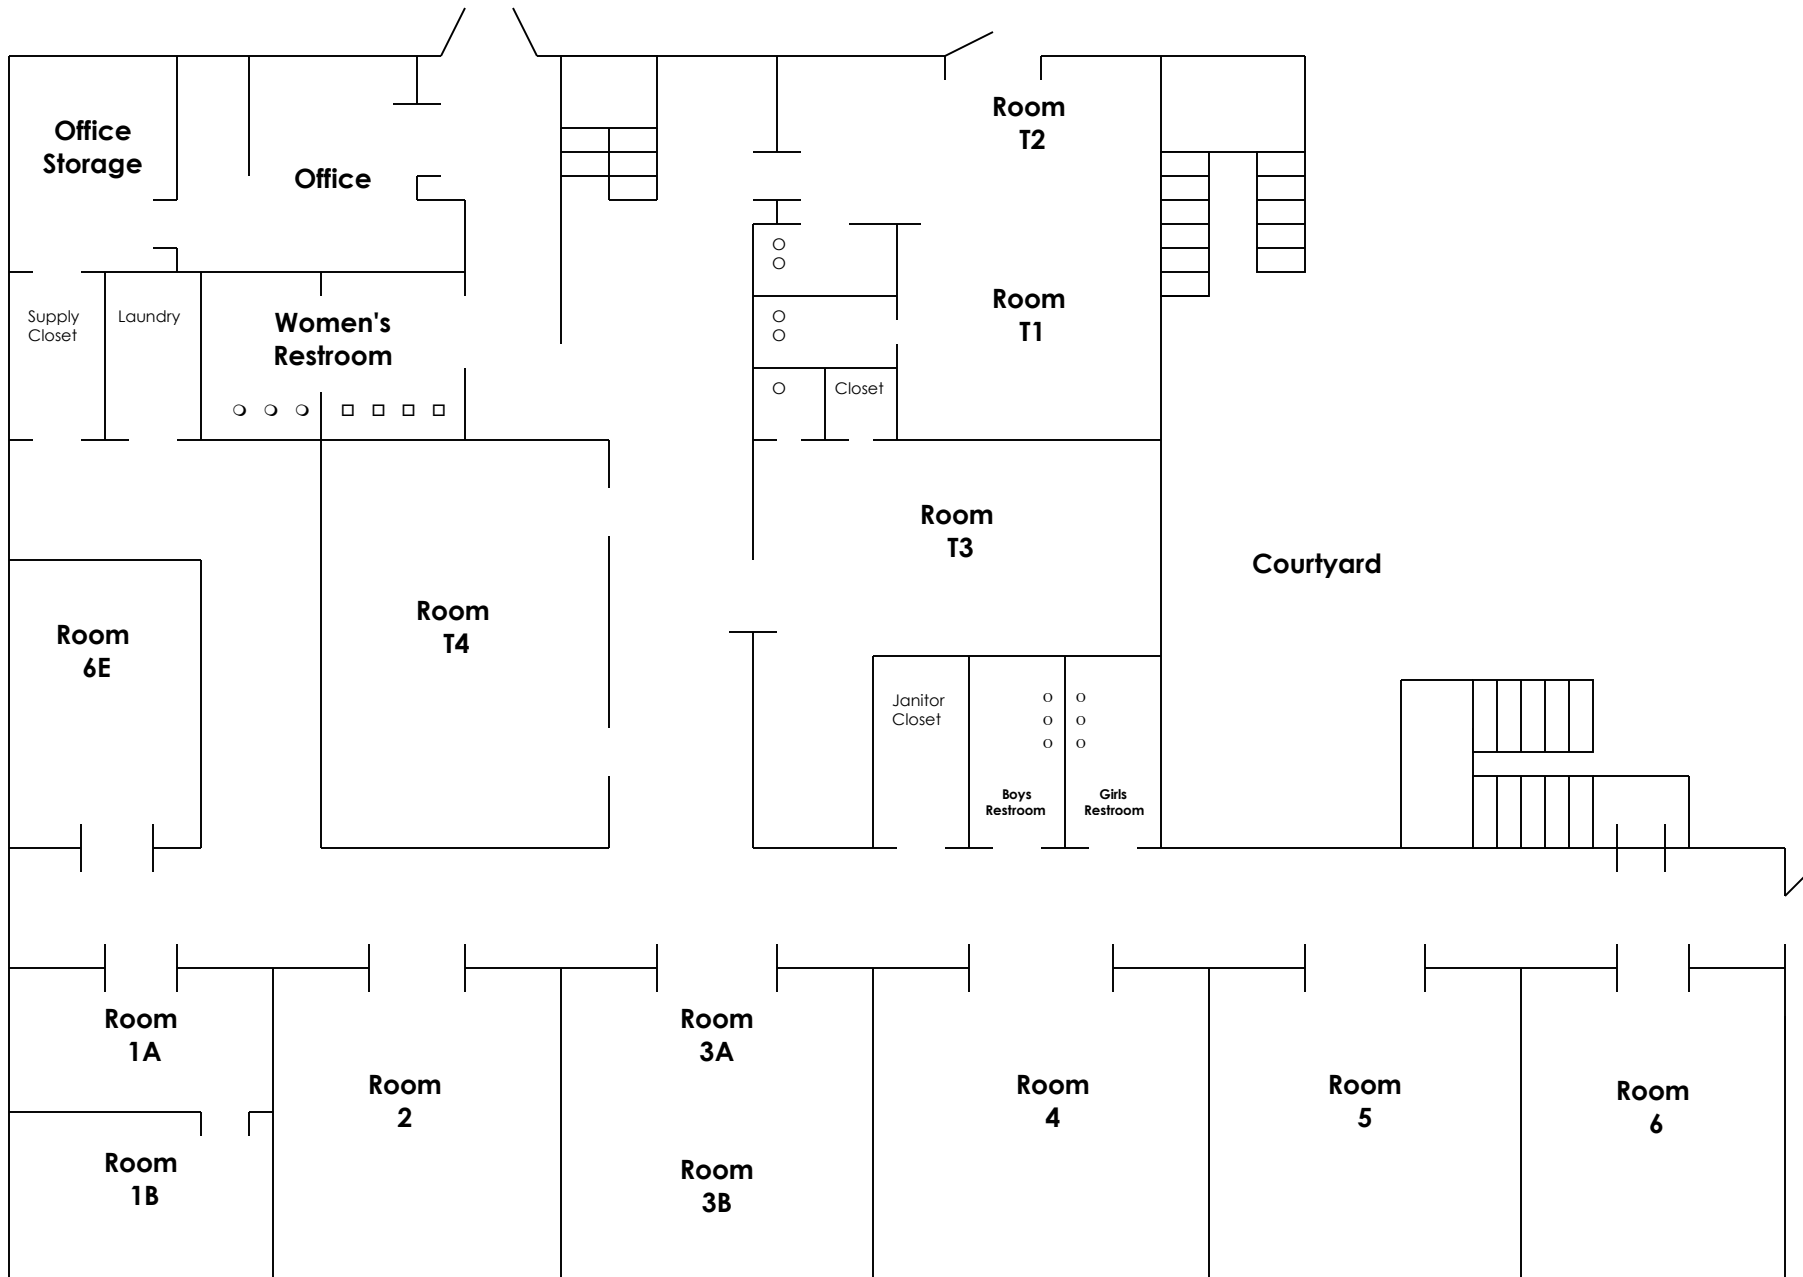 Office
Storage
Office
Room
T2
Supply
Closet
Laundry
Women's
Restroom
Room
T1
Closet
Room
T3
Courtyard
Room
6E
Room
T4
Janitor
Closet
Boys
Restroom
Girls
Restroom
Room
1A
Room
1B
Room
2
Room
3A
Room
3B
Room
4
Room
5
Room
6